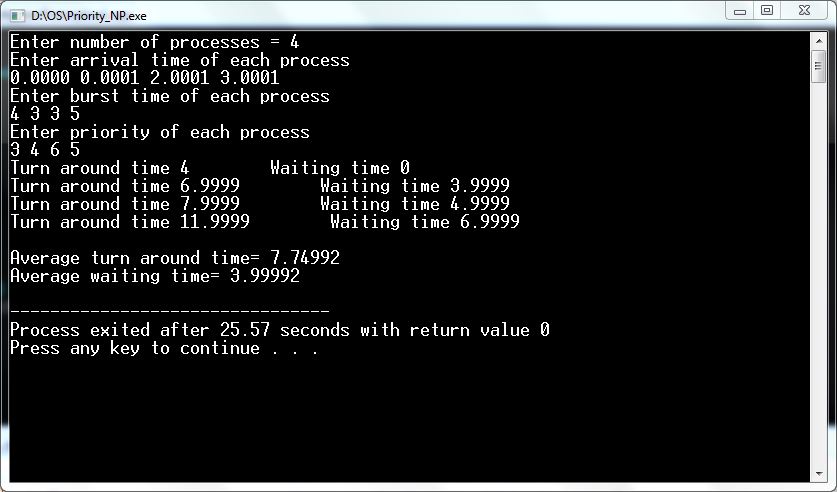 D:\OS\Priority_NP.exe
Enter number of processes = 4
Enter arrival time of each process
0.0000 0.0001 2.0001 3.0001
Enter burst time of each process
4 3 3 5
Enter priority of each process
3 4 6 5
Turn around time 4        Waiting time 0
Turn around time 6.9999        Waiting time 3.9999
Turn around time 7.9999        Waiting time 4.9999
Turn around time 11.9999        Waiting time 6.9999
Average turn around time= 7.74992
Average waiting time= 3.99992
--------------------------------
Process exited after 25.57 seconds with return value 0
Press any key to continue . . .